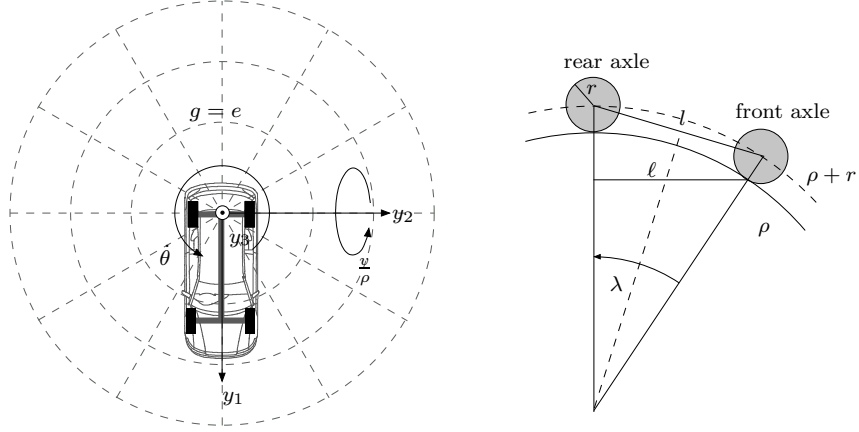 g = e
y₂
y₃
θ̇
v/ρ
y₁
rear axle
r
front axle
l
ρ + r
ℓ
ρ
λ